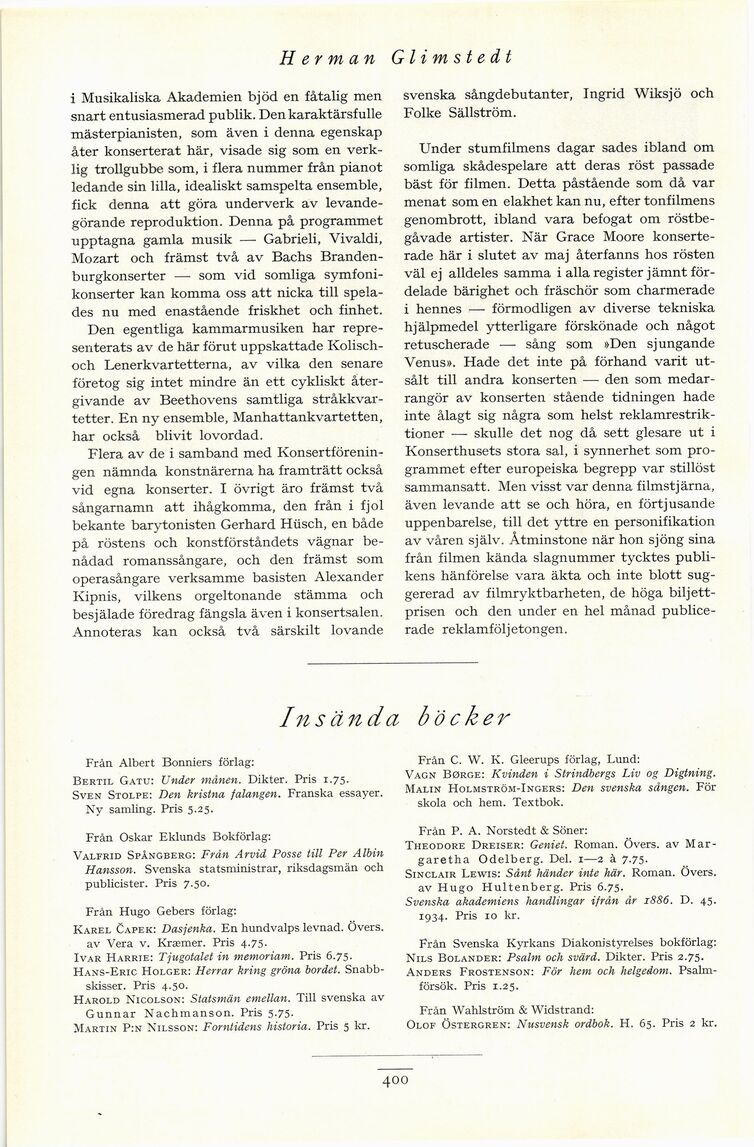 Herman Glimstedt
i Musikaliska Akademien bjöd en fåtalig men
snart entusiasmerad publik. Den karaktärsfulle
mästerpianisten, som även i denna egenskap
åter konserterat här, visade sig som en verk-
lig trollgubbe som, i flera nummer från pianot
ledande sin lilla, idealiskt samspelta ensemble,
fick denna att göra underverk av levande-
görande reproduktion. Denna på programmet
upptagna gamla musik — Gabrieli, Vivaldi,
Mozart och främst två av Bachs Branden-
burgkonserter — som vid somliga symfoni-
konserter kan komma oss att nicka till spela-
des nu med enastående friskhet och finhet.
Den egentliga kammarmusiken har repre-
senterats av de här förut uppskattade Kolisch-
och Lenerkvartetterna, av vilka den senare
företog sig intet mindre än ett cykliskt åter-
givande av Beethovens samtliga stråkkvar-
tetter. En ny ensemble, Manhattankvartetten,
har också blivit lovordad.
Flera av de i samband med Konsertförenin-
gen nämnda konstnärerna ha framträtt också
vid egna konserter. I övrigt äro främst två
sångarnamn att ihågkomma, den från i fjol
bekante barytonisten Gerhard Hüsch, en både
på röstens och konstförståndets vägnar be-
nådad romanssångare, och den främst som
operasångare verksamme basisten Alexander
Kipnis, vilkens orgeltonande stämma och
besjälade föredrag fängsla även i konsertsalen.
Annoteras kan också två särskilt lovande
svenska sångdebutanter, Ingrid Wiksjö och
Folke Sällström.
Under stumfilmens dagar sades ibland om
somliga skådespelare att deras röst passade
bäst för filmen. Detta påstående som då var
menat som en elakhet kan nu, efter tonfilmens
genombrott, ibland vara befogat om röstbe-
gåvade artister. När Grace Moore konserte-
rade här i slutet av maj återfanns hos rösten
väl ej alldeles samma i alla register jämnt för-
delade bärighet och fräschör som charmerade
i hennes — förmodligen av diverse tekniska
hjälpmedel ytterligare förskönade och något
retuscherade — sång som »Den sjungande
Venus». Hade det inte på förhand varit ut-
sålt till andra konserten — den som medar-
rangör av konserten stående tidningen hade
inte ålagt sig några som helst reklamrestrik-
tioner — skulle det nog då sett glesare ut i
Konserthusets stora sal, i synnerhet som pro-
grammet efter europeiska begrepp var stillöst
sammansatt. Men visst var denna filmstjärna,
även levande att se och höra, en förtjusande
uppenbarelse, till det yttre en personifikation
av våren själv. Åtminstone när hon sjöng sina
från filmen kända slagnummer tycktes publi-
kens hänförelse vara äkta och inte blott sug-
gererad av filmryktbarheten, de höga biljett-
prisen och den under en hel månad publice-
rade reklamföljetongen.
Insända böcker
Från Albert Bonniers förlag:
Bertil Gatu: Under månen. Dikter. Pris 1.75.
Sven Stolpe: Den kristna falangen. Franska essayer.
Ny samling. Pris 5.25.
Från Oskar Eklunds Bokförlag:
Valfrid Spångberg: Från Arvid Posse till Per Albin
Hansson. Svenska statsministrar, riksdagsmän och
publicister. Pris 7.50.
Från Hugo Gebers förlag:
Karel Čapek: Dasjenka. En hundvalps levnad. Övers.
av Vera v. Kræmer. Pris 4.75.
Ivar Harrie: Tjugotalet in memoriam. Pris 6.75.
Hans-Eric Holger: Herrar kring gröna bordet. Snabb-
skisser. Pris 4.50.
Harold Nicolson: Statsmän emellan. Till svenska av
Gunnar Nachmanson. Pris 5.75.
Martin P:n Nilsson: Forntidens historia. Pris 5 kr.
Från C. W. K. Gleerups förlag, Lund:
Vagn Børge: Kvinden i Strindbergs Liv og Digtning.
Malin Holmström-Ingers: Den svenska sången. För
skola och hem. Textbok.
Från P. A. Norstedt & Söner:
Theodore Dreiser: Geniet. Roman. Övers. av Mar-
garetha Odelberg. Del. 1—2 à 7.75.
Sinclair Lewis: Sånt händer inte här. Roman. Övers.
av Hugo Hultenberg. Pris 6.75.
Svenska akademiens handlingar ifrån år 1886. D. 45.
1934. Pris 10 kr.
Från Svenska Kyrkans Diakonistyrelses bokförlag:
Nils Bolander: Psalm och svärd. Dikter. Pris 2.75.
Anders Frostenson: För hem och helgedom. Psalm-
försök. Pris 1.25.
Från Wahlström & Widstrand:
Olof Östergren: Nusvensk ordbok. H. 65. Pris 2 kr.
400